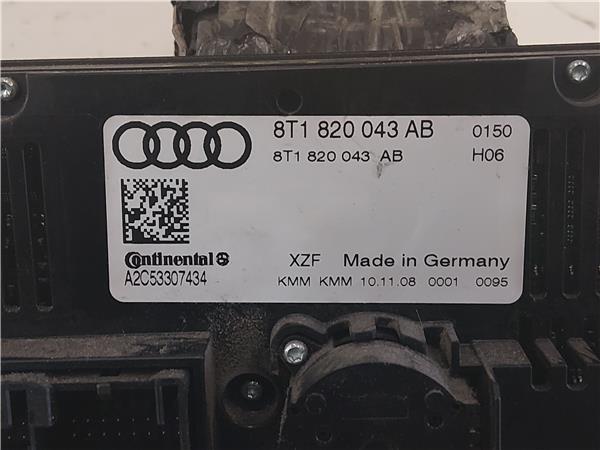 8T1 820 043 AB 0150
8T1 820 043 AB H06
Continental
A2C53307434
XZF Made in Germany
KMM KMM 10.11.08 0001 0095